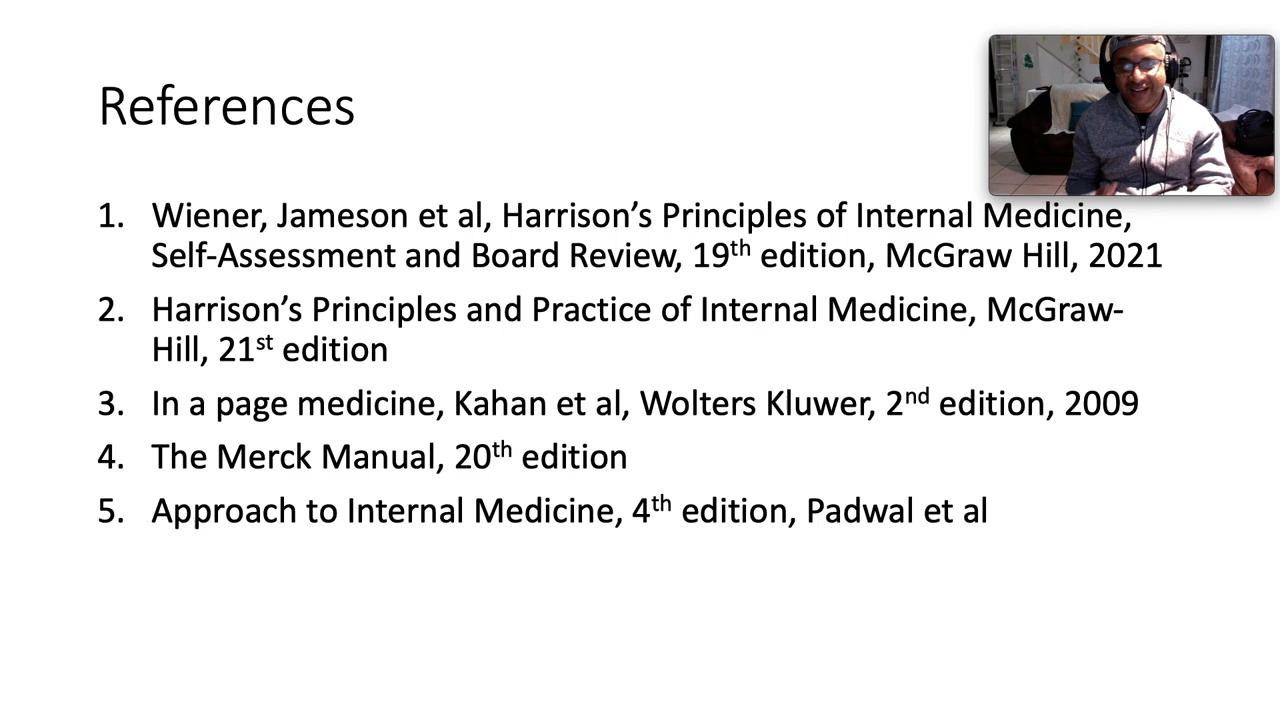 References
1. Wiener, Jameson et al, Harrison’s Principles of Internal Medicine,
Self-Assessment and Board Review, 19th edition, McGraw Hill, 2021
2. Harrison’s Principles and Practice of Internal Medicine, McGraw-
Hill, 21st edition
3. In a page medicine, Kahan et al, Wolters Kluwer, 2nd edition, 2009
4. The Merck Manual, 20th edition
5. Approach to Internal Medicine, 4th edition, Padwal et al